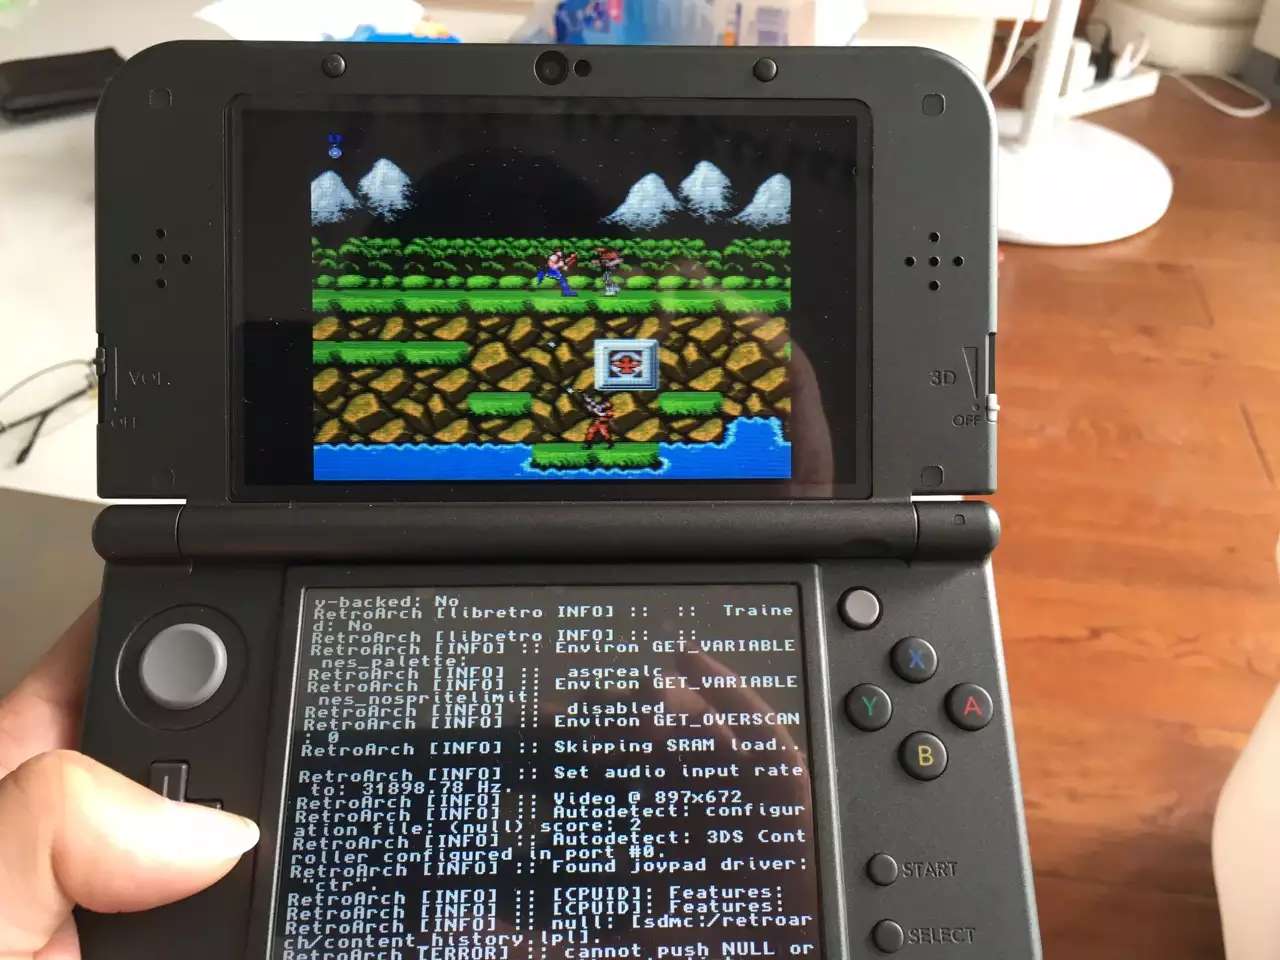 VOL.
OFF
3D
OFF
y-backed: No
RetroArch [libretro INFO] ::  ::  Traine
d: No
RetroArch [libretro INFO] ::  ::
RetroArch [INFO] :: Environ GET_VARIABLE
 nes_palette:
RetroArch [INFO] ::  asqrealc
RetroArch [INFO] :: Environ GET_VARIABLE
 nes_nospritelimit:
RetroArch [INFO] ::  disabled
RetroArch [INFO] :: Environ GET_OVERSCAN
: 0
RetroArch [INFO] :: Skipping SRAM load..
RetroArch [INFO] :: Set audio input rate
 to: 31898.78 Hz.
RetroArch [INFO] :: Video @ 897x672
RetroArch [INFO] :: Autodetect: configur
ation file: (null) score: 2
RetroArch [INFO] :: Autodetect: 3DS Cont
roller configured in port #0.
RetroArch [INFO] :: Found joypad driver:
 "ctr".
RetroArch [INFO] :: [CPUID]: Features:
RetroArch [INFO] :: [CPUID]: Features:
RetroArch [INFO] :: null: [sdmc:/retroar
ch/content_history.lpl].
RetroArch [ERROR] :: cannot push NULL or
X
Y
A
B
START
SELECT